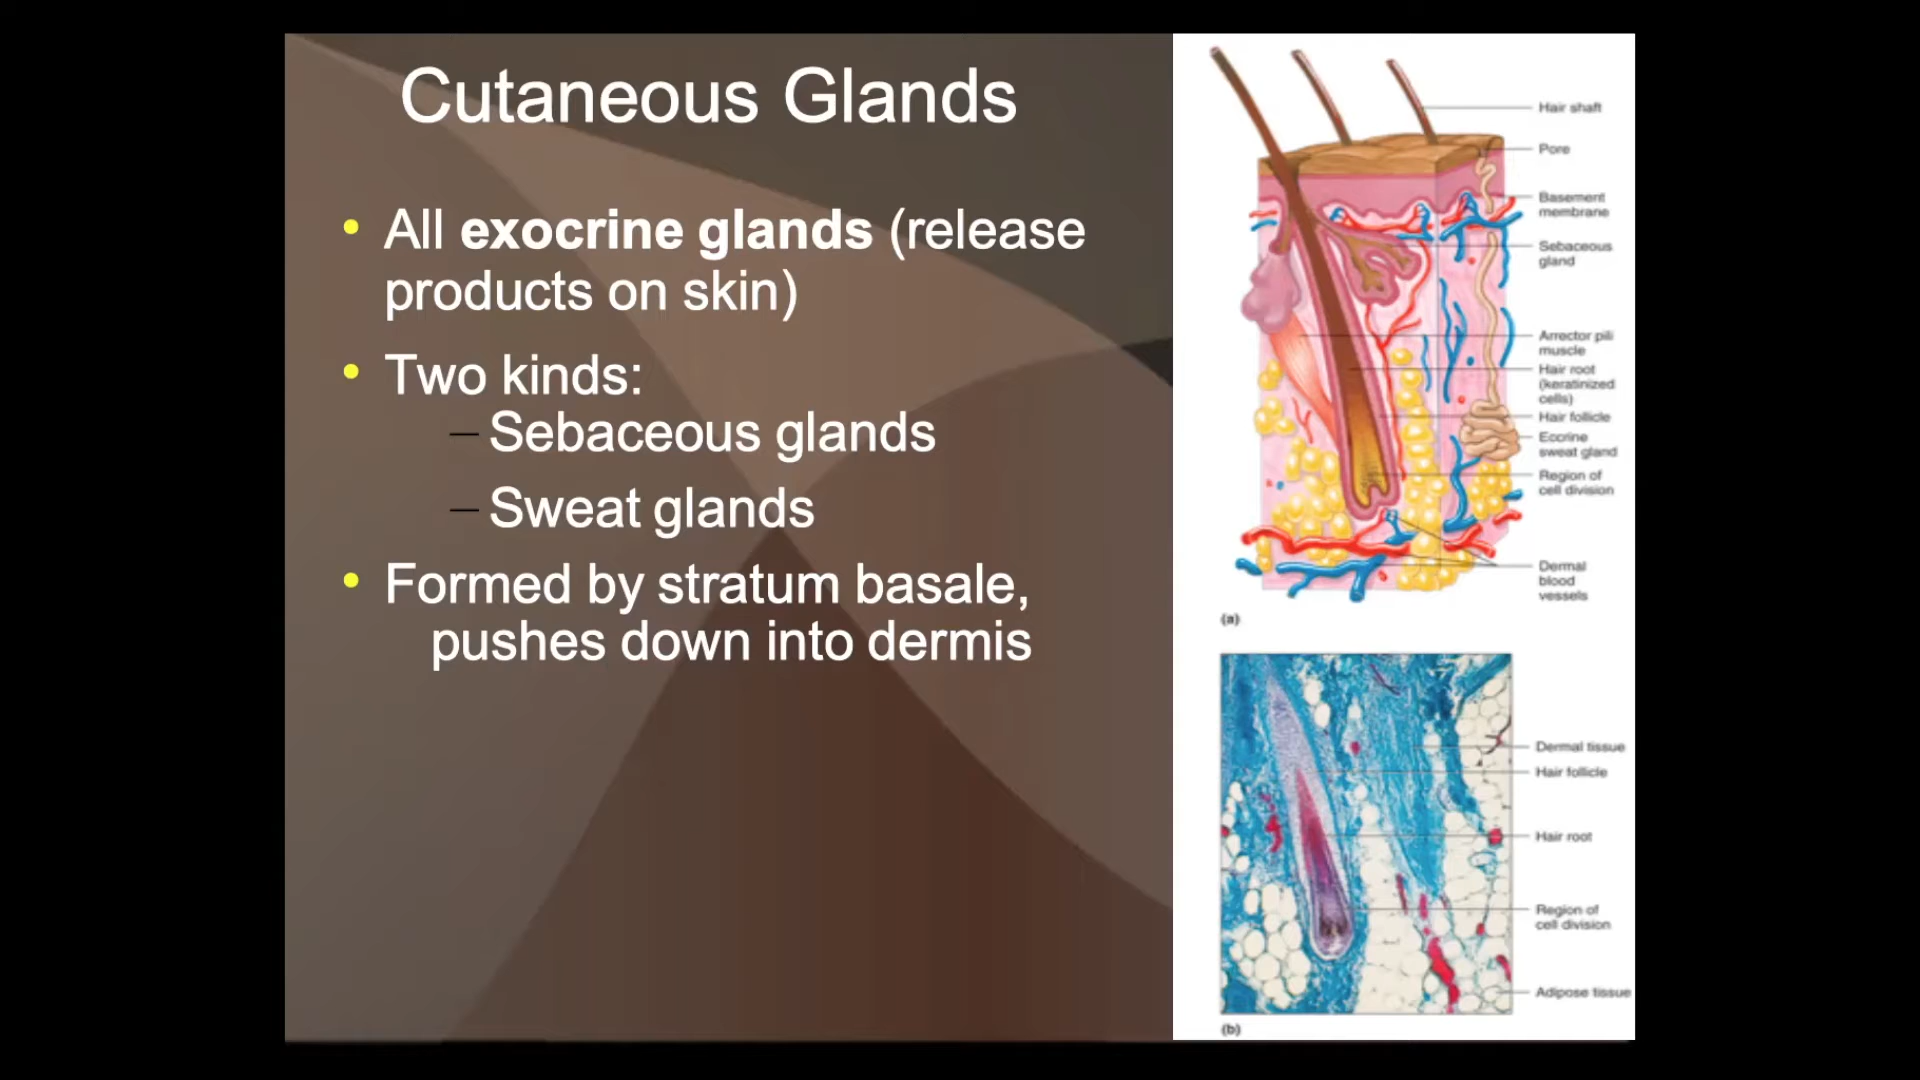 Cutaneous Glands
• All exocrine glands (release
products on skin)
• Two kinds:
– Sebaceous glands
– Sweat glands
• Formed by stratum basale,
pushes down into dermis
Hair shaft
Pore
Basement
membrane
Sebaceous
gland
Arrector pili
muscle
Hair root
(keratinized
cells)
Hair follicle
Eccrine
sweat gland
Region of
cell division
Dermal
blood
vessels
(a)
Dermal tissue
Hair follicle
Hair root
Region of
cell division
Adipose tissue
(b)